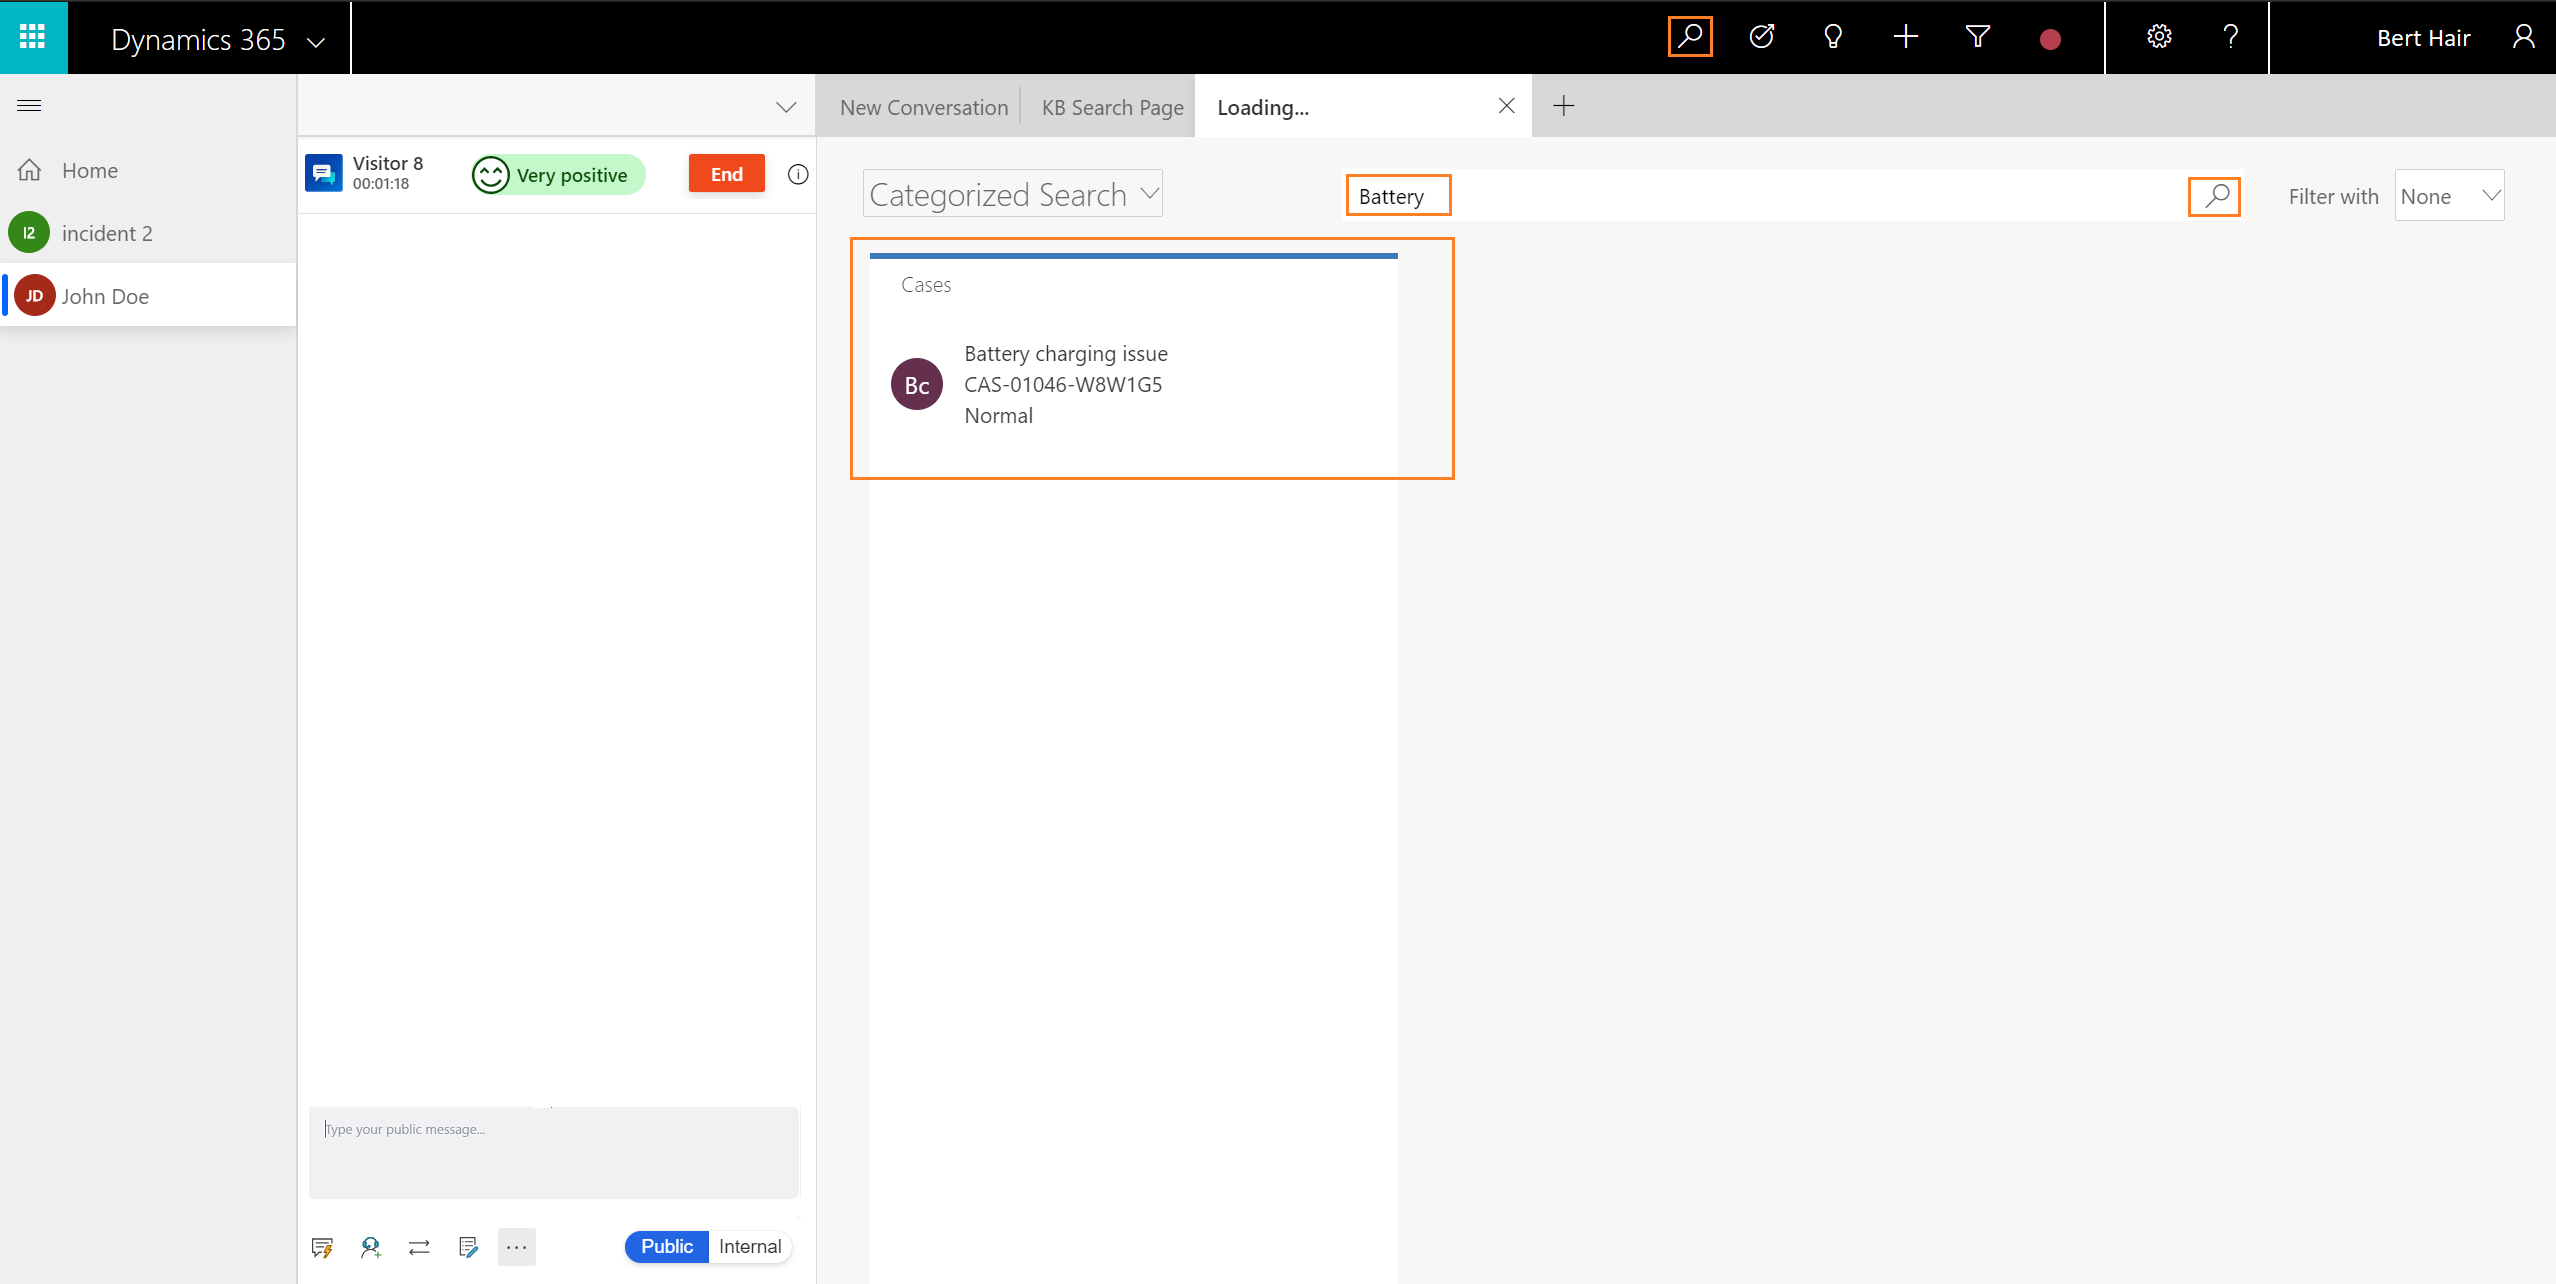 Dynamics 365
Bert Hair
Home
I2 incident 2
JD John Doe
Visitor 8
00:01:18
Very positive
End
Type your public message...
Public Internal
New Conversation KB Search Page Loading...
Categorized Search
Battery
Filter with None
Cases
Bc
Battery charging issue
CAS-01046-W8W1G5
Normal